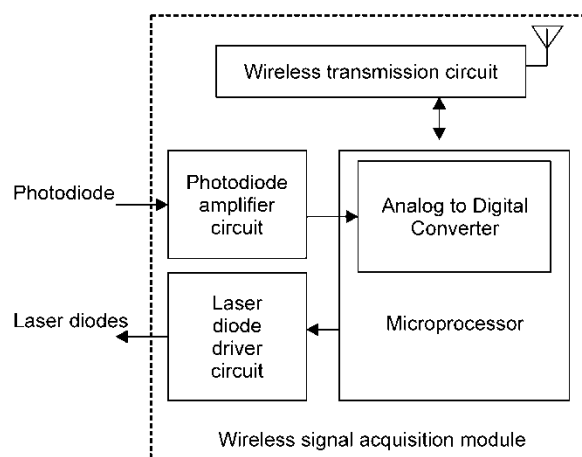 Wireless transmission circuit
Photodiode
Photodiode
amplifier
circuit
Analog to Digital
Converter
Laser diodes
Laser
diode
driver
circuit
Microprocessor
Wireless signal acquisition module